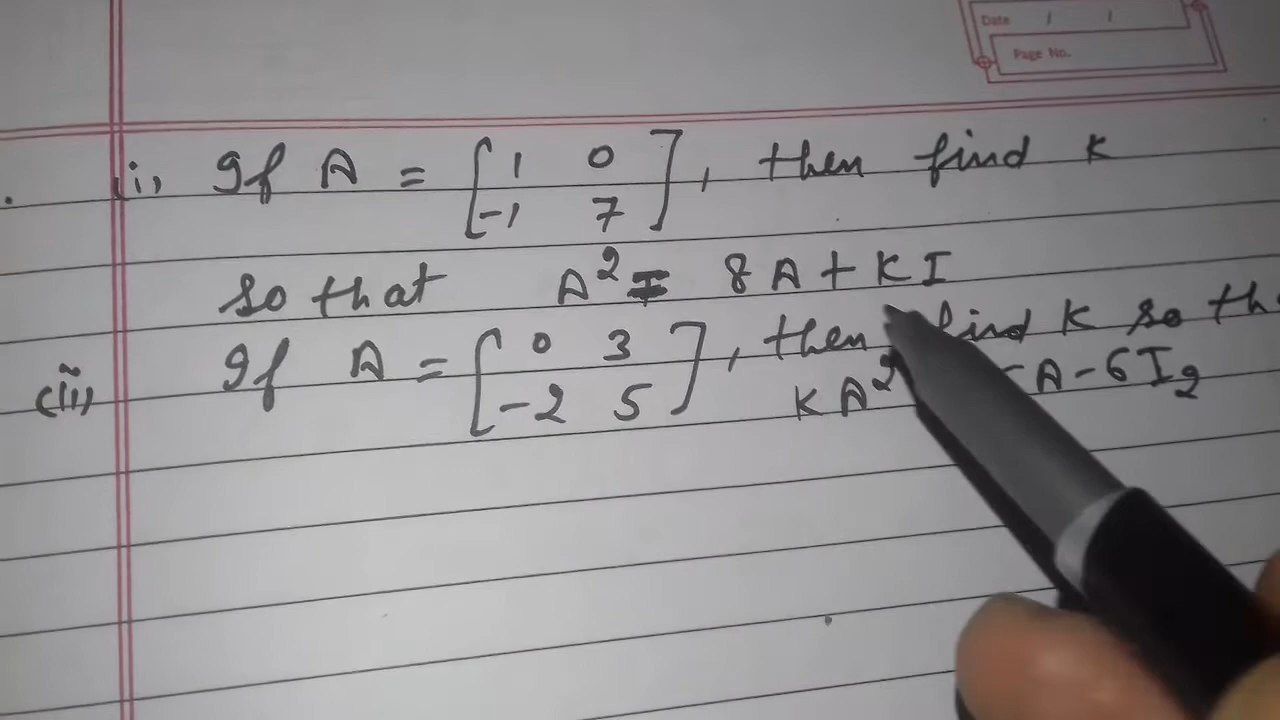 Date / /
Page No.
(i) If A = [1 0
-1 7], then find K
so that A² = 8A + KI
(ii) If A = [0 3
-2 5], then find K so
KA² -A-6I₂